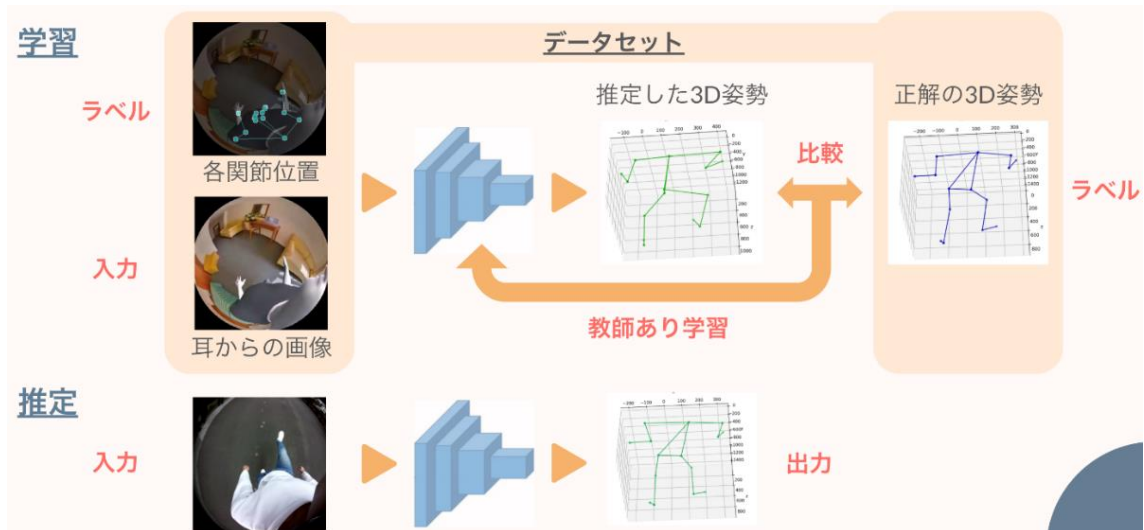 学習
データセット
ラベル
各関節位置
推定した3D姿勢
正解の3D姿勢
比較
ラベル
入力
耳からの画像
教師あり学習
推定
入力
出力